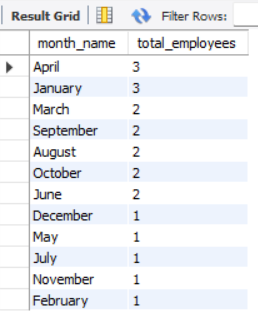 Result Grid Filter Rows:
month_name total_employees
April 3
January 3
March 2
September 2
August 2
October 2
June 2
December 1
May 1
July 1
November 1
February 1